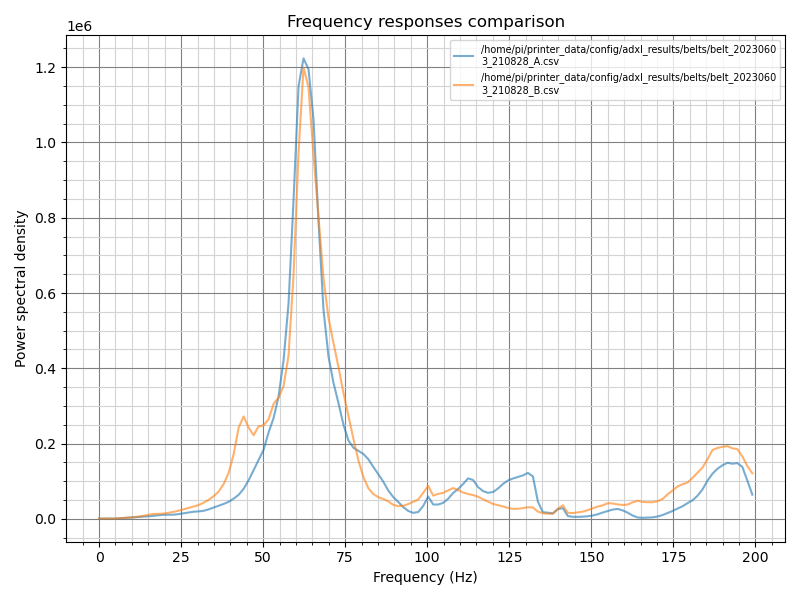 Frequency responses comparison
1e6
/home/pi/printer_data/config/adxl_results/belts/belt_2023060
3_210828_A.csv
/home/pi/printer_data/config/adxl_results/belts/belt_2023060
3_210828_B.csv
1.2
1.0
0.8
0.6
0.4
0.2
0.0
Power spectral density
0 25 50 75 100 125 150 175 200
Frequency (Hz)